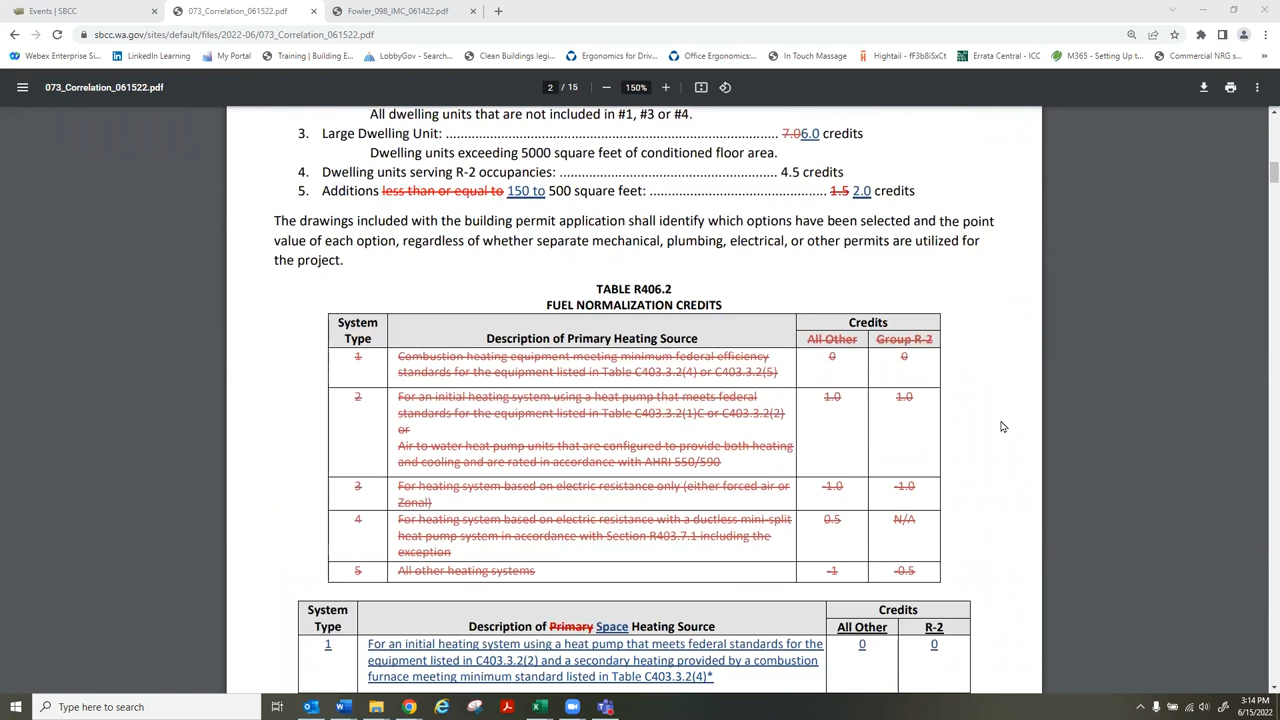 Events | SBCC
073_Correlation_061522.pdf
Fowler_098_IMC_061422.pdf
sbcc.wa.gov/sites/default/files/2022-06/073_Correlation_061522.pdf
Webex Enterprise Si...
LinkedIn Learning
My Portal
Training | Building E...
LobbyGov - Search...
Clean Buildings legi...
Ergonomics for Driv...
Office Ergonomics -...
In Touch Massage
Hightail - fF3b8iSxCt
Errata Central - ICC
M365 - Setting Up t...
Commercial NRG s...
073_Correlation_061522.pdf
2 / 15
150%
All dwelling units that are not included in #1, #3 or #4.
3. Large Dwelling Unit: ................................................................................ 7.06.0 credits
Dwelling units exceeding 5000 square feet of conditioned floor area.
4. Dwelling units serving R-2 occupancies: ..................................................... 4.5 credits
5. Additions less than or equal to 150 to 500 square feet: ........................................... 1.5 2.0 credits
The drawings included with the building permit application shall identify which options have been selected and the point
value of each option, regardless of whether separate mechanical, plumbing, electrical, or other permits are utilized for
the project.
TABLE R406.2
FUEL NORMALIZATION CREDITS
System Type
Description of Primary Heating Source
Credits
All Other
Group R-2
1
Combustion heating equipment meeting minimum federal efficiency
standards for the equipment listed in Table C403.3.2(4) or C403.3.2(5)
0
0
2
For an initial heating system using a heat pump that meets federal
standards for the equipment listed in Table C403.3.2(1)C or C403.3.2(2)
or
Air to water heat pump units that are configured to provide both heating
and cooling and are rated in accordance with AHRI 550/590
1.0
1.0
3
For heating system based on electric resistance only (either forced air or
Zonal)
-1.0
-1.0
4
For heating system based on electric resistance with a ductless mini-split
heat pump system in accordance with Section R403.7.1 including the
exception
0.5
N/A
5
All other heating systems
-1
-0.5
System Type
Description of Primary Space Heating Source
Credits
All Other
R-2
1
For an initial heating system using a heat pump that meets federal standards for the
equipment listed in C403.3.2(2) and a secondary heating provided by a combustion
furnace meeting minimum standard listed in Table C403.3.2(4)*
0
0
Type here to search
3:14 PM
6/15/2022